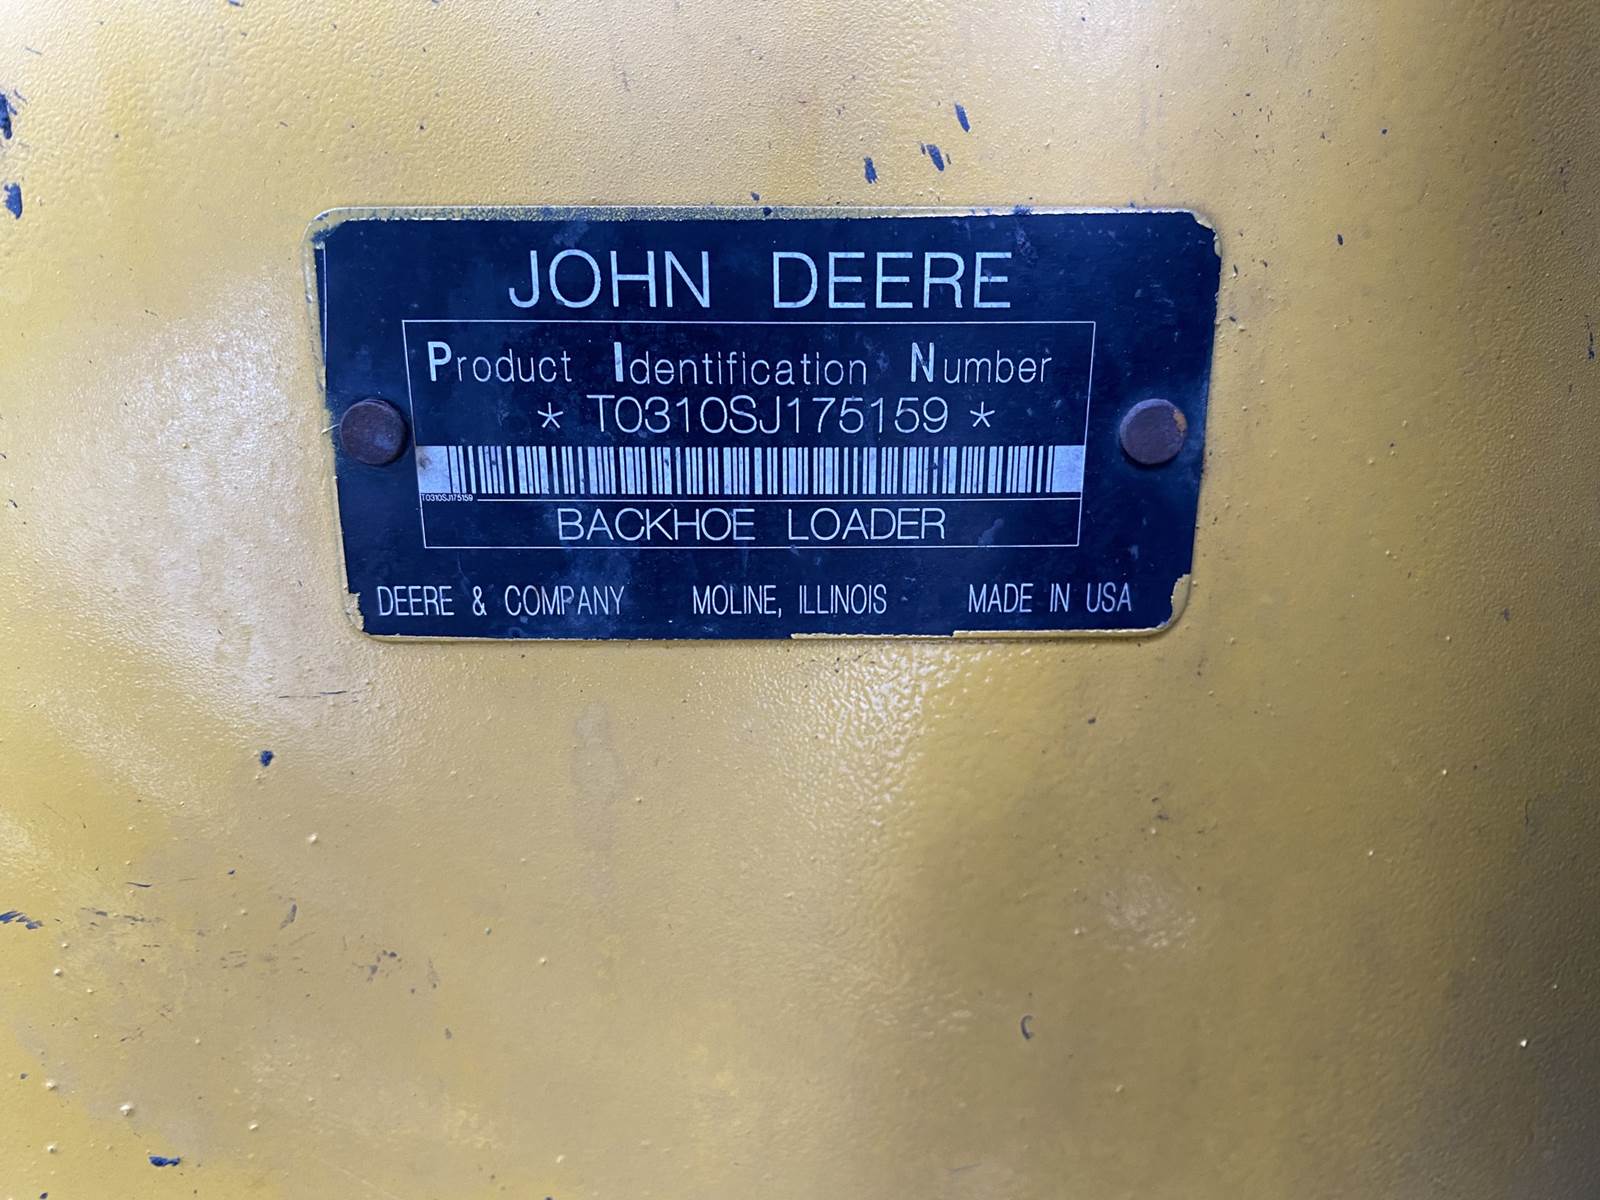 JOHN DEERE
Product Identification Number
* T0310SJ175159 *
T0310SJ175159
BACKHOE LOADER
DEERE & COMPANY MOLINE, ILLINOIS MADE IN USA